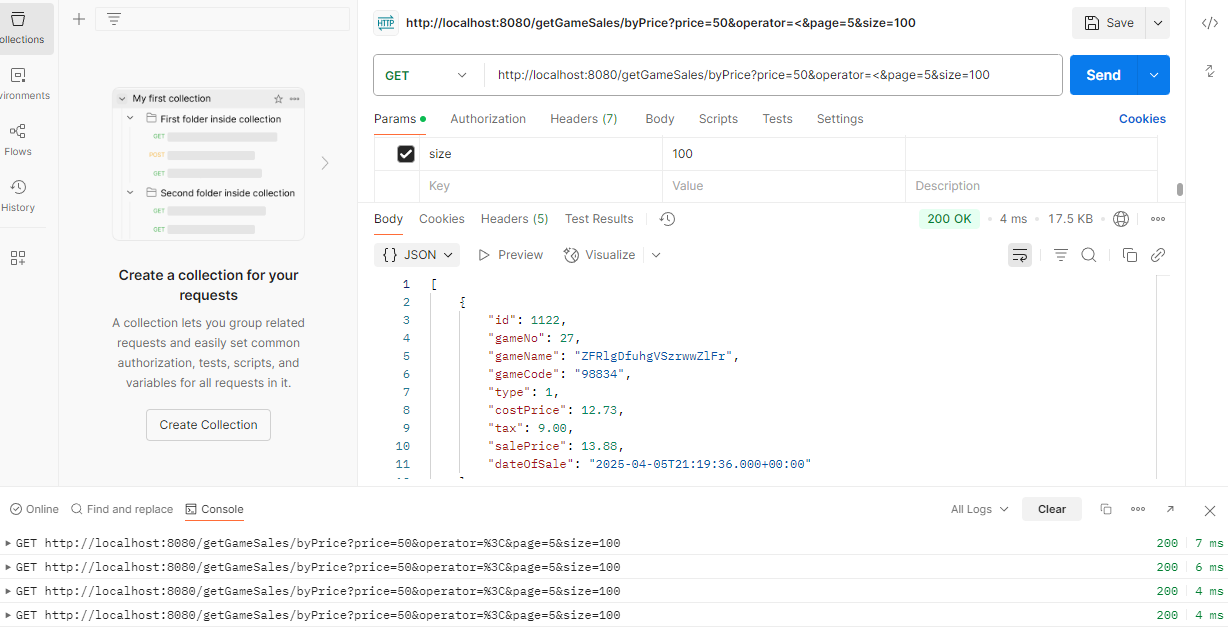 ollections
vironments
Flows
History
My first collection
First folder inside collection
GET
POST
GET
Second folder inside collection
GET
GET
Create a collection for your
requests
A collection lets you group related
requests and easily set common
authorization, tests, scripts, and
variables for all requests in it.
Create Collection
HTTP http://localhost:8080/getGameSales/byPrice?price=50&operator=<&page=5&size=100 Save
GET http://localhost:8080/getGameSales/byPrice?price=50&operator=<&page=5&size=100 Send
Params Authorization Headers (7) Body Scripts Tests Settings Cookies
size 100
Key Value Description
Body Cookies Headers (5) Test Results 200 OK 4 ms 17.5 KB
{} JSON Preview Visualize
1 [
2 {
3 "id": 1122,
4 "gameNo": 27,
5 "gameName": "ZFRlgDfuhgVSzrwwZlFr",
6 "gameCode": "98834",
7 "type": 1,
8 "costPrice": 12.73,
9 "tax": 9.00,
10 "salePrice": 13.88,
11 "dateOfSale": "2025-04-05T21:19:36.000+00:00"
Online Find and replace Console All Logs Clear
GET http://localhost:8080/getGameSales/byPrice?price=50&operator=%3C&page=5&size=100 200 7 ms
GET http://localhost:8080/getGameSales/byPrice?price=50&operator=%3C&page=5&size=100 200 6 ms
GET http://localhost:8080/getGameSales/byPrice?price=50&operator=%3C&page=5&size=100 200 4 ms
GET http://localhost:8080/getGameSales/byPrice?price=50&operator=%3C&page=5&size=100 200 4 ms